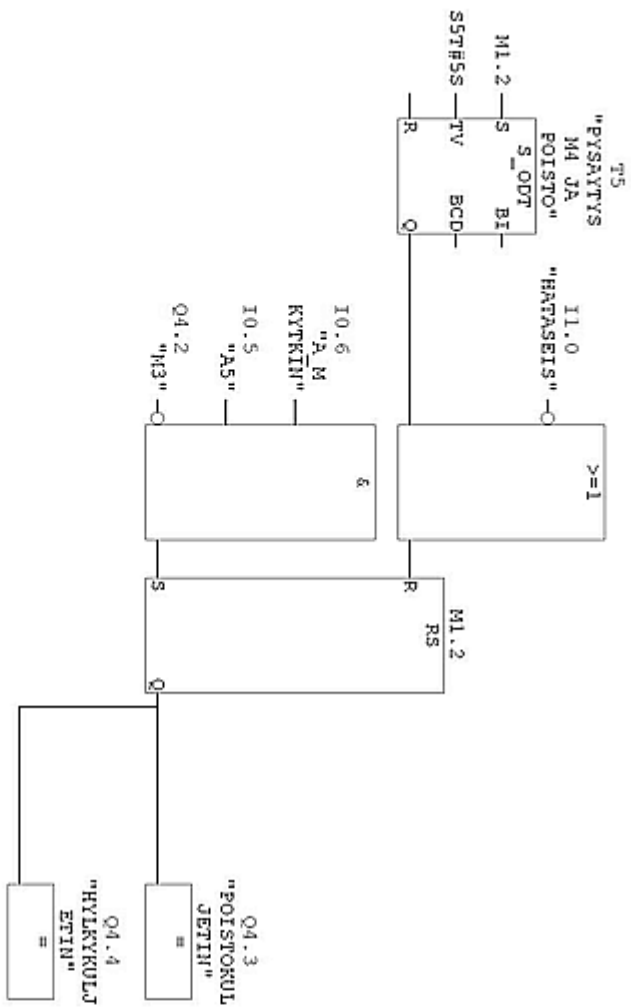 T5
"PYSAYTYS
M4 JA
POISTO"
S_ODT
M1.2
S
BI
S5T#5S
TV
BCD
R
Q
I1.0
"HATASEIS"
>=1
M1.2
RS
R
I0.6
"A_M
KYTKIN"
&
I0.5
"A5"
Q4.2
"M3"
S
Q
Q4.3
"POISTOKUL
JETIN"
=
Q4.4
"HYLKYKULJ
ETIN"
=